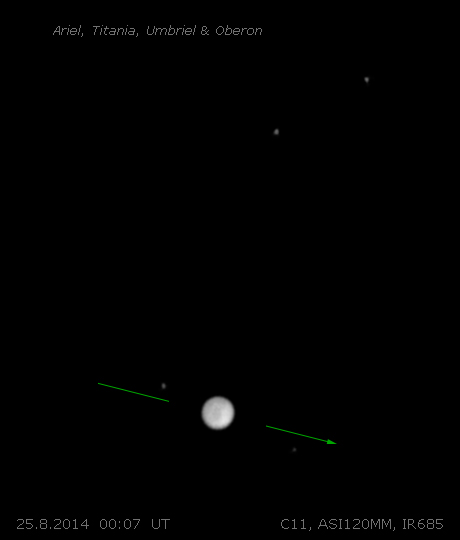 Ariel, Titania, Umbriel & Oberon
25.8.2014 00:07 UT
C11, ASI120MM, IR685